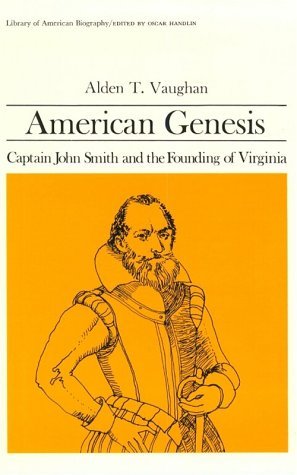 Library of American Biography/EDITED BY OSCAR HANDLIN
Alden T. Vaughan
American Genesis
Captain John Smith and the Founding of Virginia